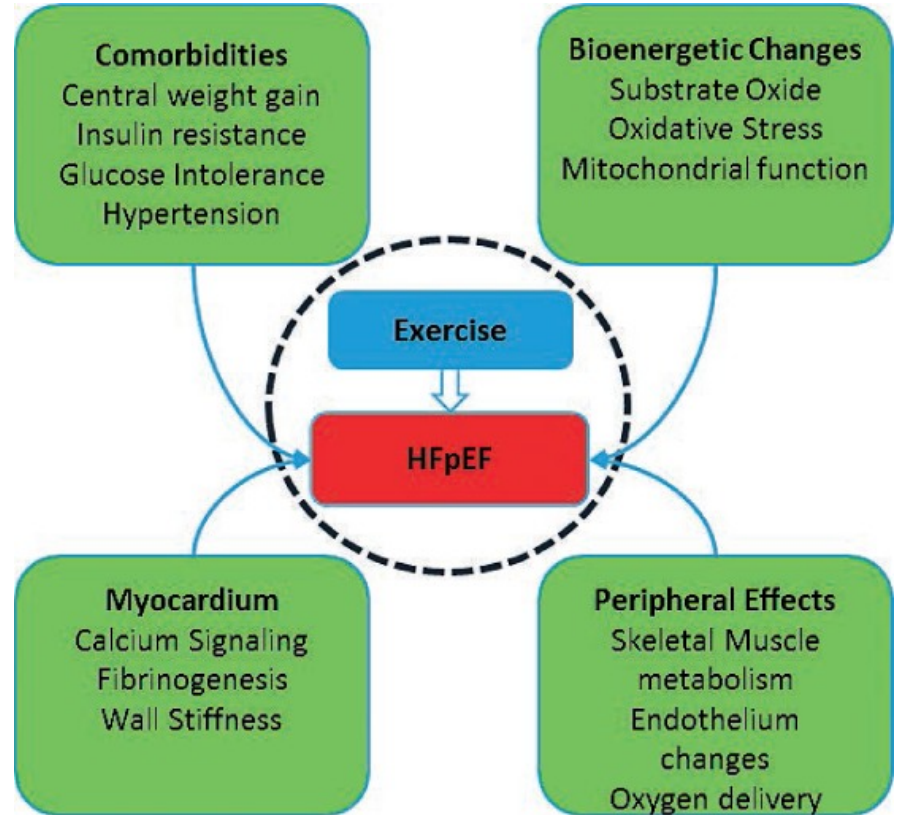 Comorbidities
Central weight gain
Insulin resistance
Glucose Intolerance
Hypertension
Bioenergetic Changes
Substrate Oxide
Oxidative Stress
Mitochondrial function
Exercise
HFpEF
Myocardium
Calcium Signaling
Fibrinogenesis
Wall Stiffness
Peripheral Effects
Skeletal Muscle
metabolism
Endothelium
changes
Oxygen delivery